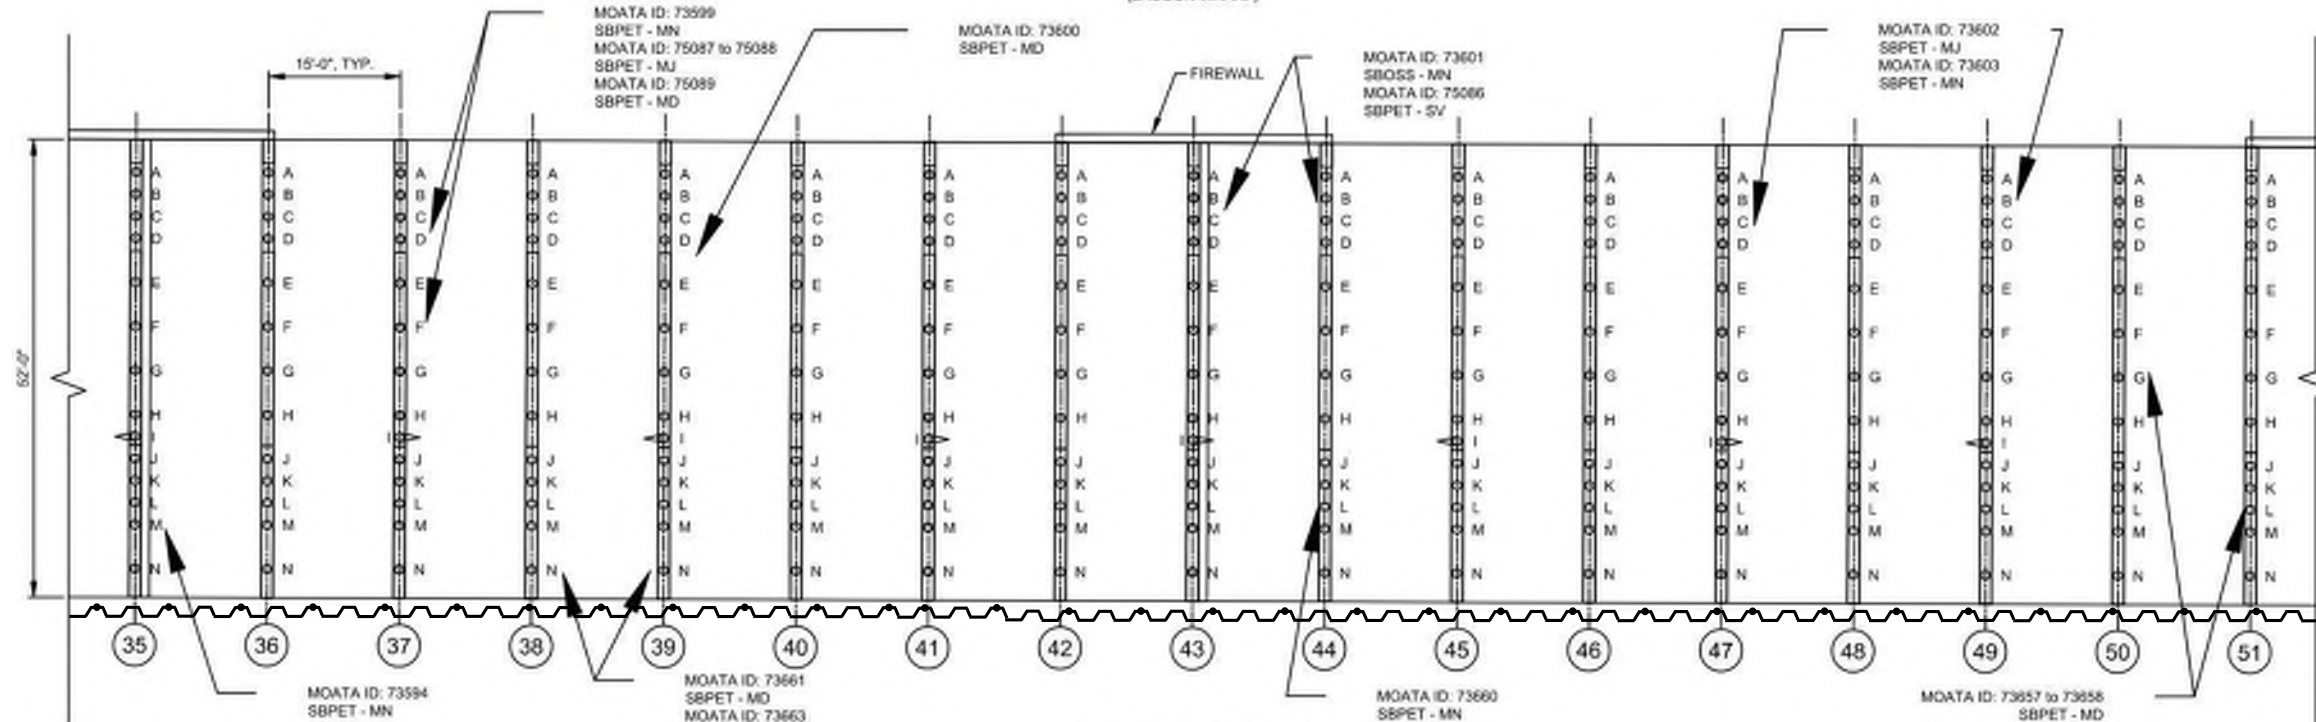 MOATA ID: 73599
SBPET - MN
MOATA ID: 75087 to 75088
SBPET - MJ
MOATA ID: 75089
SBPET - MD
MOATA ID: 73600
SBPET - MD
MOATA ID: 73601
SBOSS - MN
MOATA ID: 75086
SBPET - SV
MOATA ID: 73602
SBPET - MJ
MOATA ID: 73603
SBPET - MN
15'-0", TYP.
FIREWALL
A A A A A A A A A A A A A A A A A
B B B B B B B B B B B B B B B B B
C C C C C C C C C C C C C C C C C
D D D D D D D D D D D D D D D D D
E E E E E E E E E E E E E E E E E
F F F F F F F F F F F F F F F F F
52'-0"
G G G G G G G G G G G G G G G G G
H H H H H H H H H H H H H H H H H
I I I I I I I I
J J J J J J J J J J J J J J J J J
K K K K K K K K K K K K K K K K K
L L L L L L L L L L L L L L L L L
M M M M M M M M M M M M M M M M M
N N N N N N N N N N N N N N N N N
35 36 37 38 39 40 41 42 43 44 45 46 47 48 49 50 51
MOATA ID: 73594
SBPET - MN
MOATA ID: 73661
SBPET - MD
MOATA ID: 73663
MOATA ID: 73660
SBPET - MN
MOATA ID: 73657 to 73658
SBPET - MD